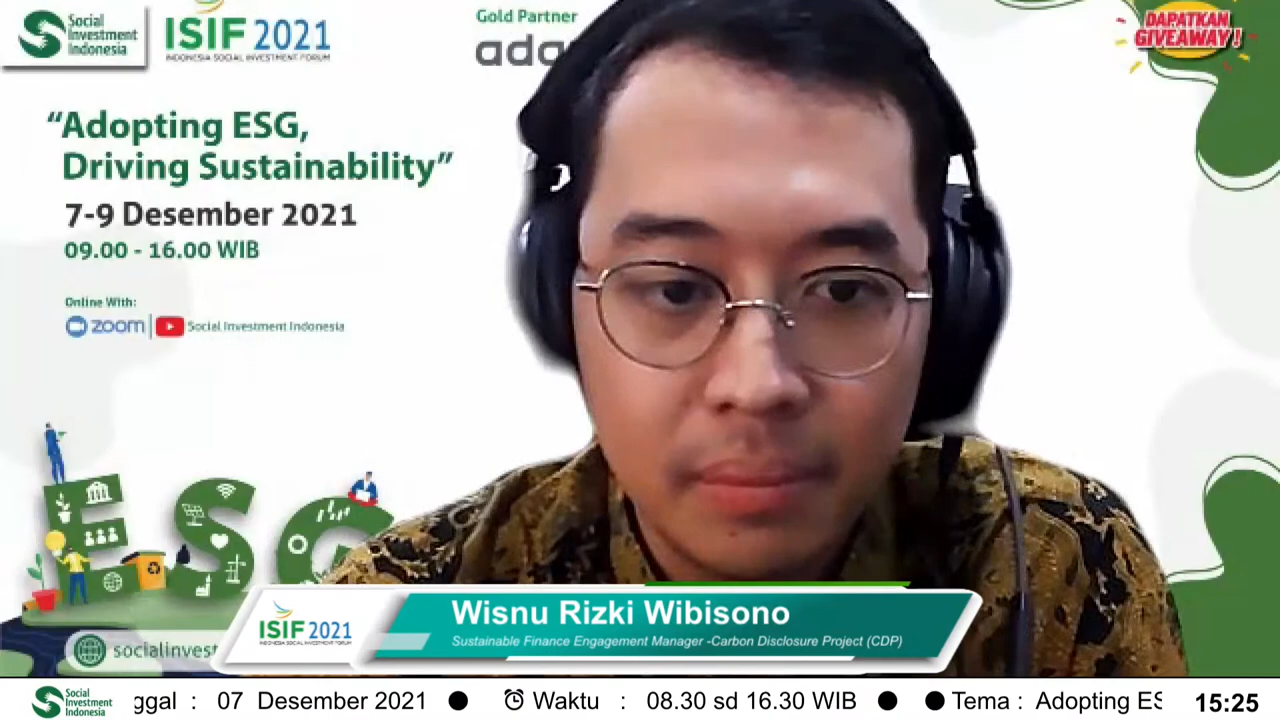 Social
Investment
Indonesia
ISIF 2021
INDONESIA SOCIAL INVESTMENT FORUM
Gold Partner
DAPATKAN
GIVEAWAY !
“Adopting ESG,
Driving Sustainability”
7-9 Desember 2021
09.00 - 16.00 WIB
Online With:
zoom Social Investment Indonesia
ESG
socialinvest
ISIF 2021
INDONESIA SOCIAL INVESTMENT FORUM
Wisnu Rizki Wibisono
Sustainable Finance Engagement Manager -Carbon Disclosure Project (CDP)
Social
Investment
Indonesia
ggal : 07 Desember 2021 ● Waktu : 08.30 sd 16.30 WIB ● ● Tema : Adopting ES
15:25